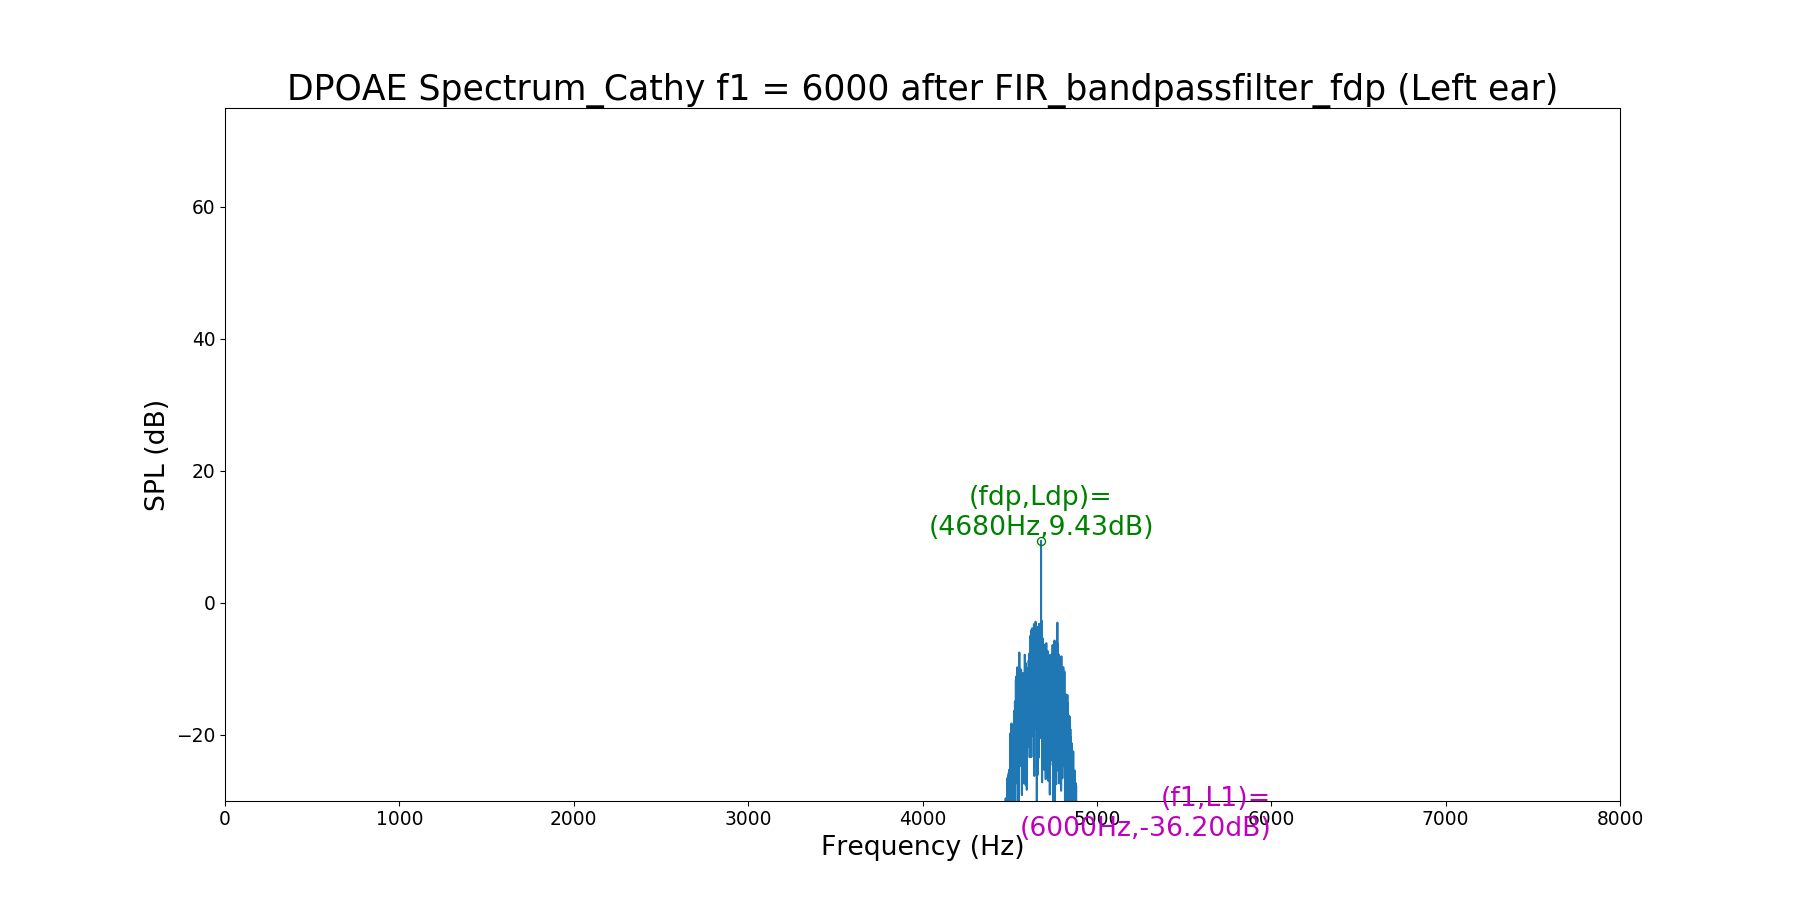 DPOAE Spectrum_Cathy f1 = 6000 after FIR_bandpassfilter_fdp (Left ear)
60
40
20
0
−20
SPL (dB)
(fdp,Ldp)=
(4680Hz,9.43dB)
(f1,L1)=
(6000Hz,-36.20dB)
0
1000
2000
3000
4000
5000
6000
7000
8000
Frequency (Hz)